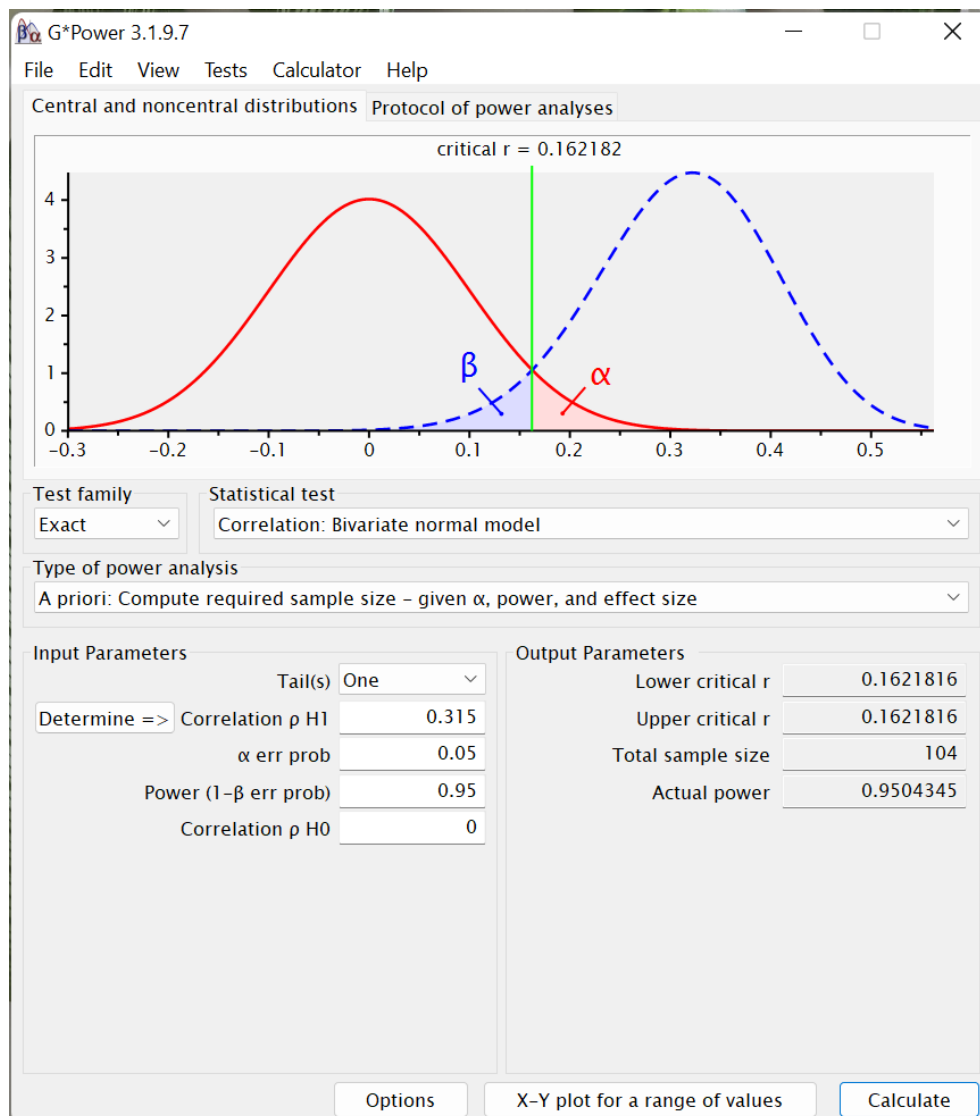 G*Power 3.1.9.7
File Edit View Tests Calculator Help
Central and noncentral distributions Protocol of power analyses
critical r = 0.162182
4
3
2
1
0
β α
-0.3 -0.2 -0.1 0 0.1 0.2 0.3 0.4 0.5
Test family Statistical test
Exact Correlation: Bivariate normal model
Type of power analysis
A priori: Compute required sample size – given α, power, and effect size
Input Parameters Output Parameters
Tail(s) One Lower critical r 0.1621816
Determine => Correlation ρ H1 0.315 Upper critical r 0.1621816
α err prob 0.05 Total sample size 104
Power (1-β err prob) 0.95 Actual power 0.9504345
Correlation ρ H0 0
Options X-Y plot for a range of values Calculate